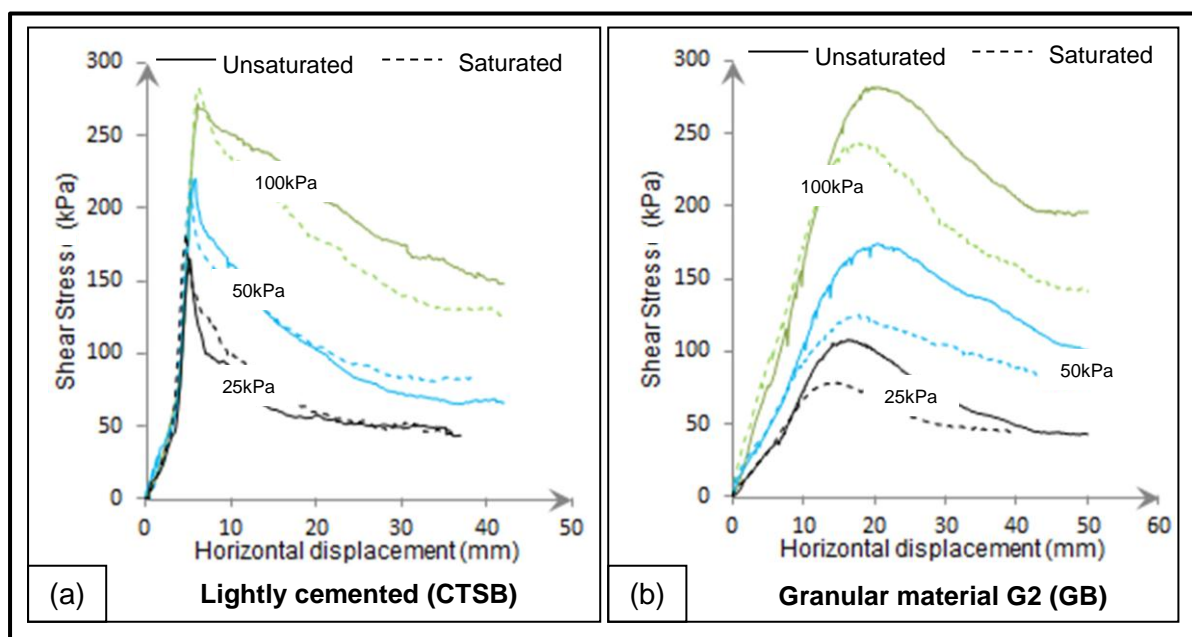 Unsaturated Saturated
300
250
200
150
100
50
0
Shear Stress (kPa)
100kPa
50kPa
25kPa
0 10 20 30 40 50
Horizontal displacement (mm)
(a) Lightly cemented (CTSB)
Unsaturated Saturated
300
250
200
150
100
50
0
Shear Stress (kPa)
100kPa
50kPa
25kPa
0 10 20 30 40 50 60
Horizontal displacement (mm)
(b) Granular material G2 (GB)